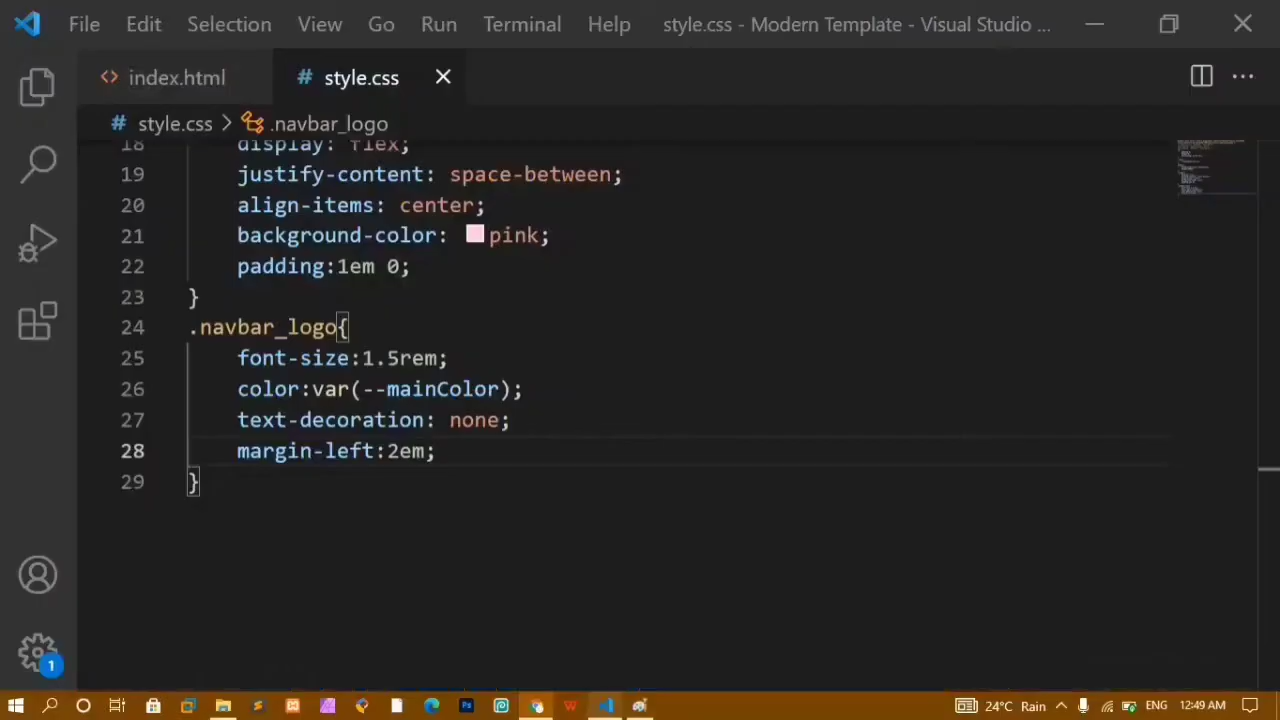 File Edit Selection View Go Run Terminal Help style.css - Modern Template - Visual Studio ...
index.html style.css
style.css > .navbar_logo
18 display: flex;
19 justify-content: space-between;
20 align-items: center;
21 background-color: pink;
22 padding:1em 0;
23 }
24 .navbar_logo{
25 font-size:1.5rem;
26 color:var(--mainColor);
27 text-decoration: none;
28 margin-left:2em;
29 }
1
24°C Rain ENG 12:49 AM